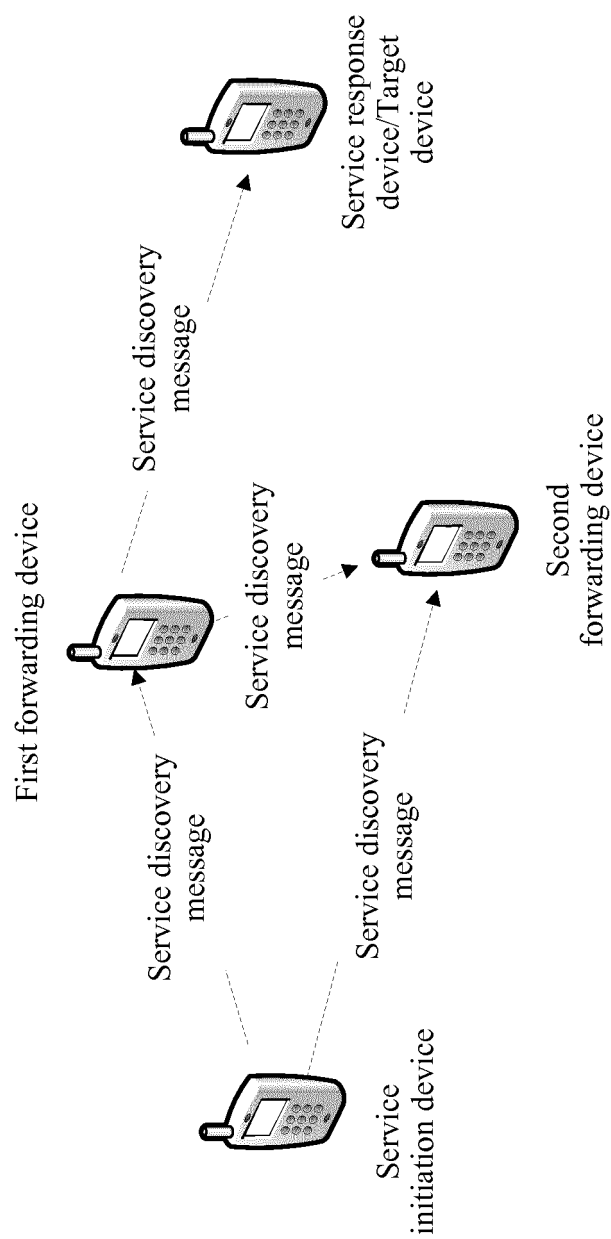 First forwarding device
Service discovery
message
Service discovery
message
Service discovery
message
Service discovery
message
Service
initiation device
Second
forwarding device
Service response
device/Target
device